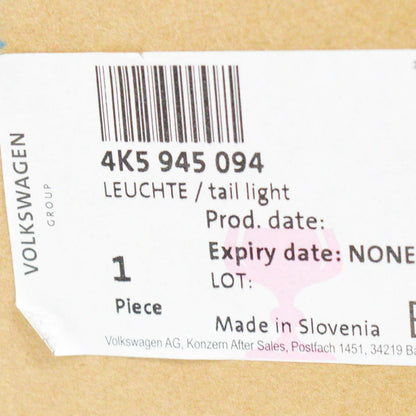 VOLKSWAGEN
GROUP
4K5 945 094
LEUCHTE / tail light
Prod. date:
Expiry date: NONE
LOT:
1
Piece
Made in Slovenia
Volkswagen AG, Konzern After Sales, Postfach 1451, 34219 Ba